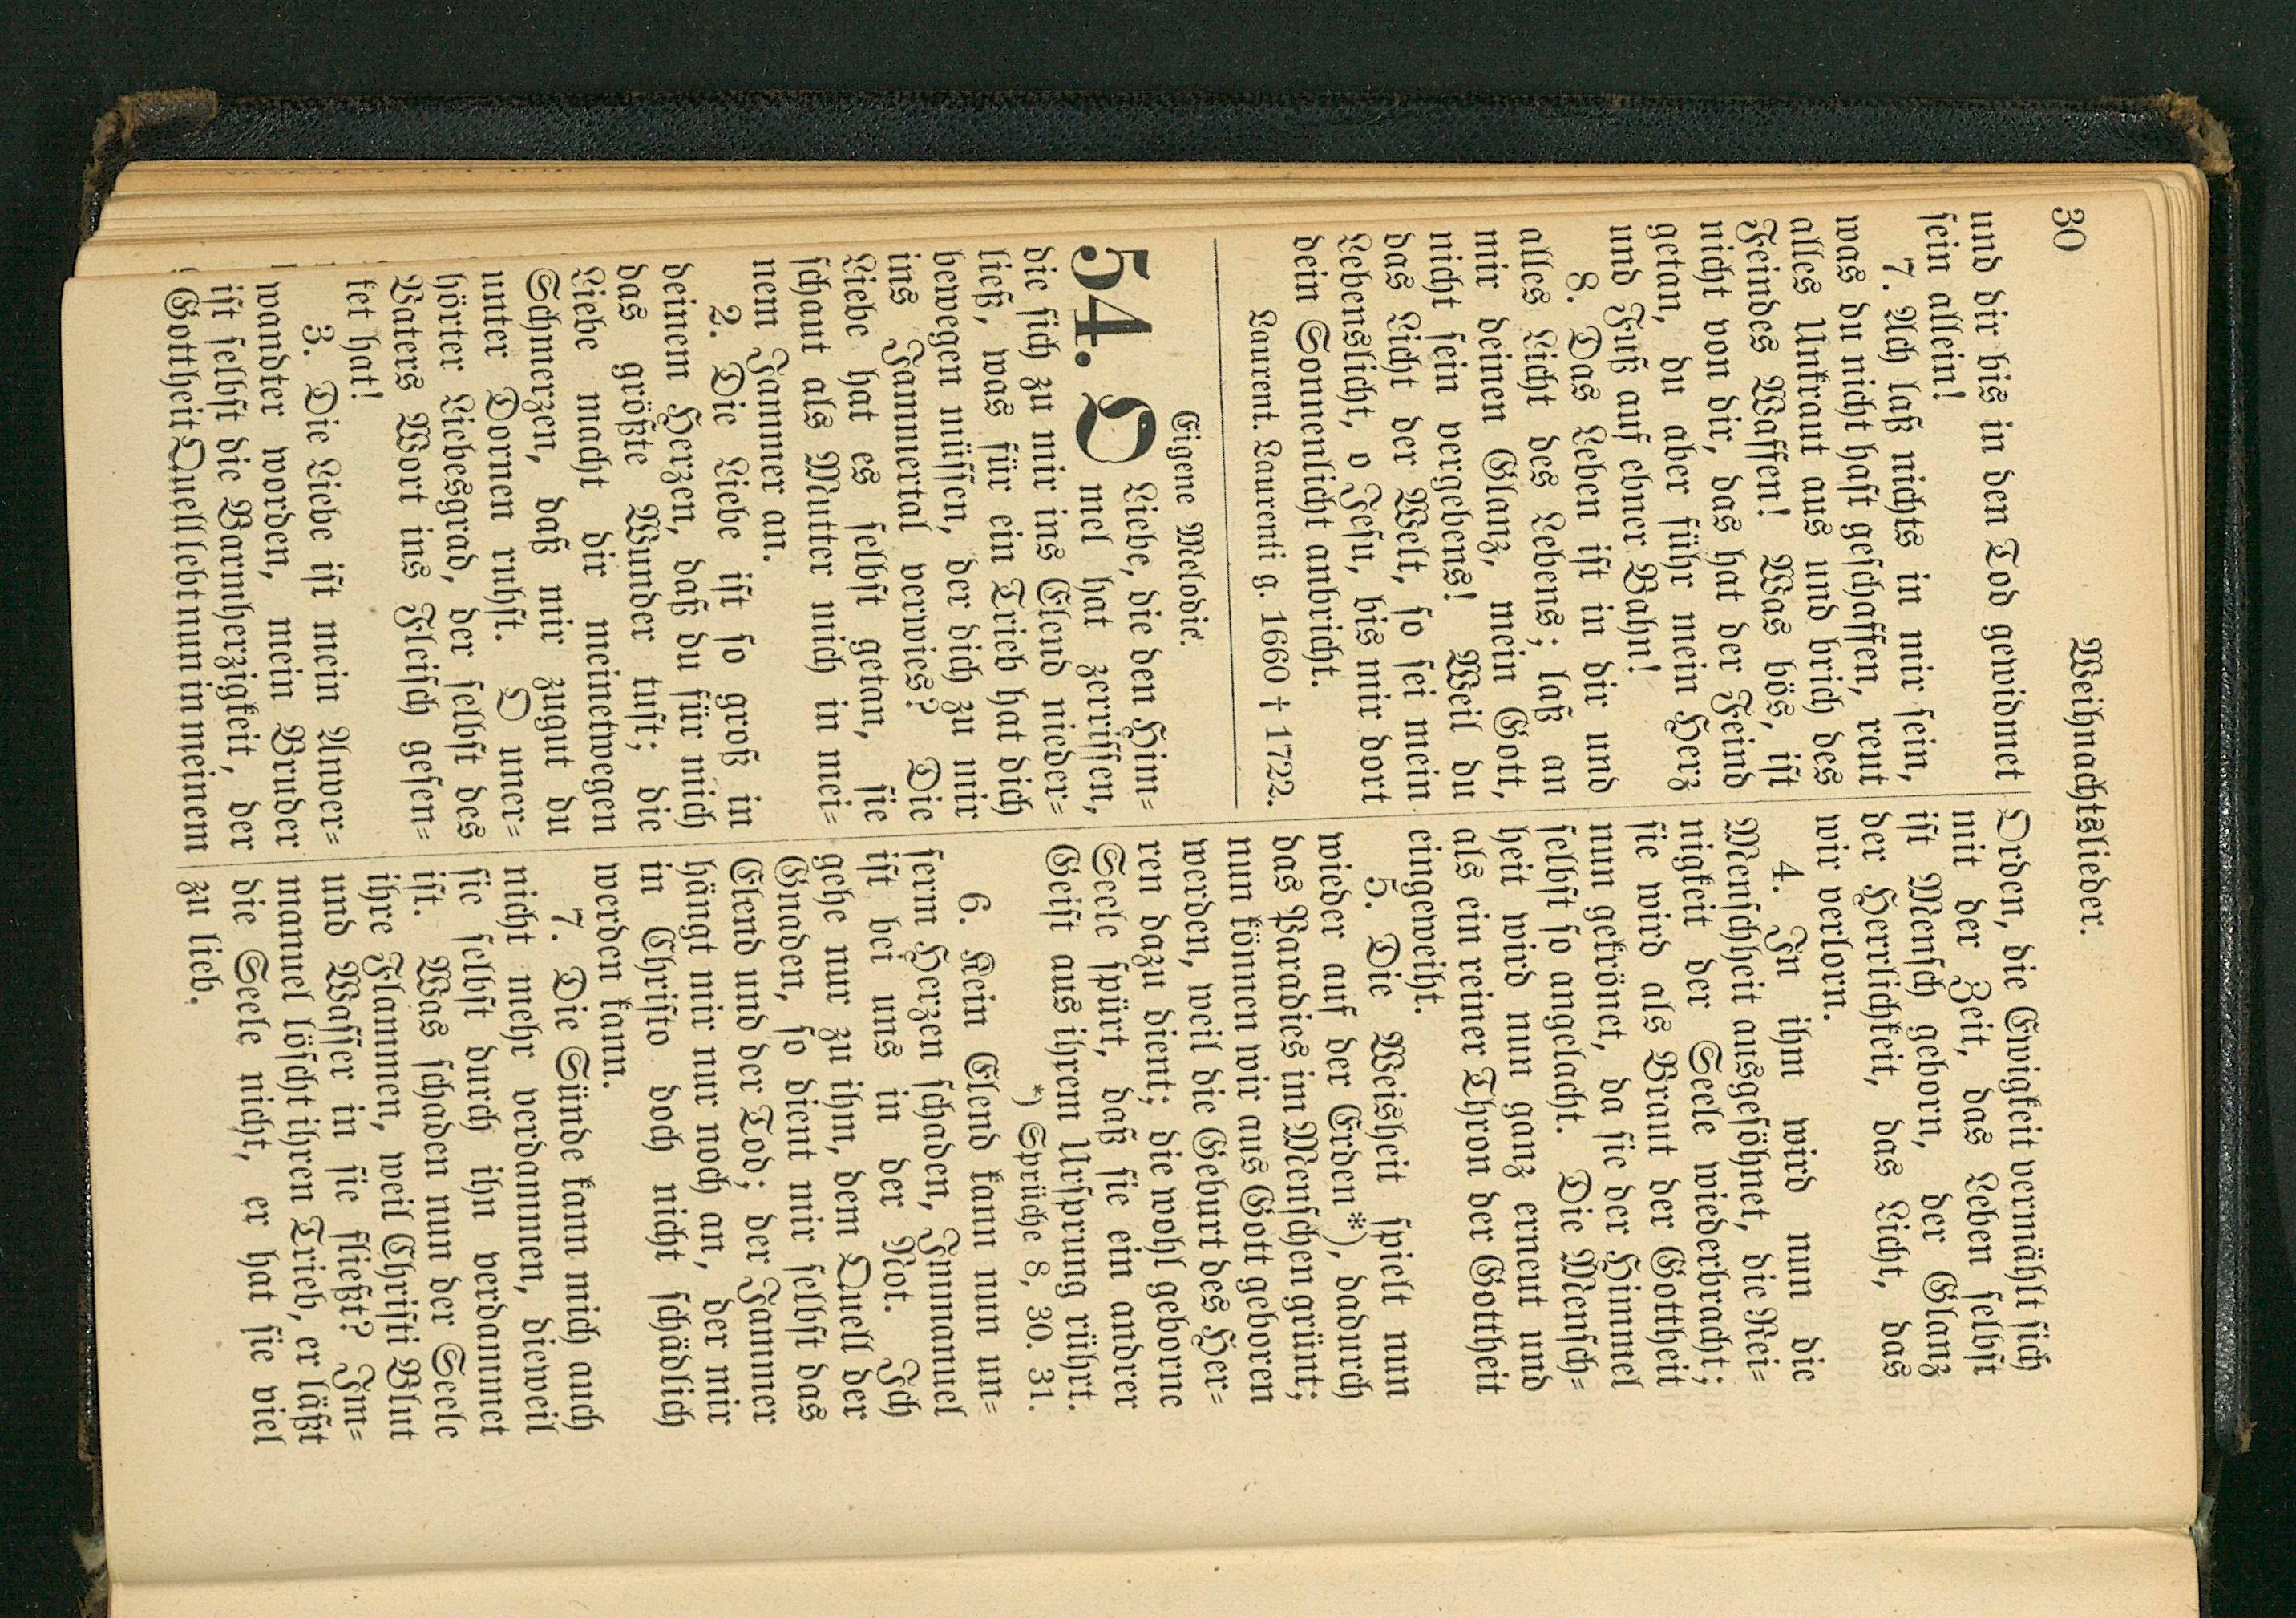 30
Weihnachtslieder.
und dir bis in den Tod gewidmet
sein allein!
7. Ach laß nichts in mir sein,
was du nicht hast geschaffen, reut
alles Unkraut aus und brich des
Feindes Waffen! Was bös, ist
nicht von dir, das hat der Feind
getan, du aber führ mein Herz
und Fuß auf ebner Bahn!
8. Das Leben ist in dir und
alles Licht des Lebens; laß an
mir deinen Glanz, mein Gott,
nicht sein vergebens! Weil du
das Licht der Welt, so sei mein
Lebenslicht, o Jesu, bis mir dort
dein Sonnenlicht anbricht.
Laurent. Laurenti g. 1660 † 1722.
Eigene Melodie.
54. O Liebe, die den Him=
mel hat zerrissen,
die sich zu mir ins Elend nieder=
ließ, was für ein Trieb hat dich
bewegen müssen, der dich zu mir
ins Jammertal verwies? Die
Liebe hat es selbst getan, sie
schaut als Mutter mich in mei=
nem Jammer an.
2. Die Liebe ist so groß in
deinem Herzen, daß du für mich
das größte Wunder tust; die
Liebe macht dir meinetwegen
Schmerzen, daß mir zugut du
unter Dornen ruhst. O uner=
hörter Liebesgrad, der selbst des
Vaters Wort ins Fleisch gesen=
ket hat!
3. Die Liebe ist mein Anver=
wandter worden, mein Bruder
ist selbst die Barmherzigkeit, der
Gottheit Quell lebt nun in meinem
Orden, die Ewigkeit vermählt sich
mit der Zeit, das Leben selbst
ist Mensch geborn, der Glanz
der Herrlichkeit, das Licht, das
wir verlorn.
4. In ihm wird nun die
Menschheit ausgesöhnet, die Rei=
nigkeit der Seele wiederbracht;
sie wird als Braut der Gottheit
nun gekrönet, da sie der Himmel
selbst so angelacht. Die Mensch=
heit wird nun ganz erneut und
als ein reiner Thron der Gottheit
eingeweiht.
5. Die Weisheit spielt nun
wieder auf der Erden*), dadurch
das Paradies im Menschen grünt;
nun können wir aus Gott geboren
werden, weil die Geburt des Her=
ren dazu dient; die wohl geborne
Seele spürt, daß sie ein andrer
Geist aus ihrem Ursprung rührt.
*) Sprüche 8, 30. 31.
6. Kein Elend kann nun un=
serm Herzen schaden, Immanuel
ist bei uns in der Not. Ich
gehe nur zu ihm, dem Quell der
Gnaden, so dient mir selbst das
Elend und der Tod; der Jammer
hängt mir nur noch an, der mir
in Christo doch nicht schädlich
werden kann.
7. Die Sünde kann mich auch
nicht mehr verdammen, dieweil
sie selbst durch ihn verdammet
ist. Was schaden nun der Seele
ihre Flammen, weil Christi Blut
und Wasser in sie fließt? Im=
manuel löscht ihren Trieb, er läßt
die Seele nicht, er hat sie viel
zu lieb.